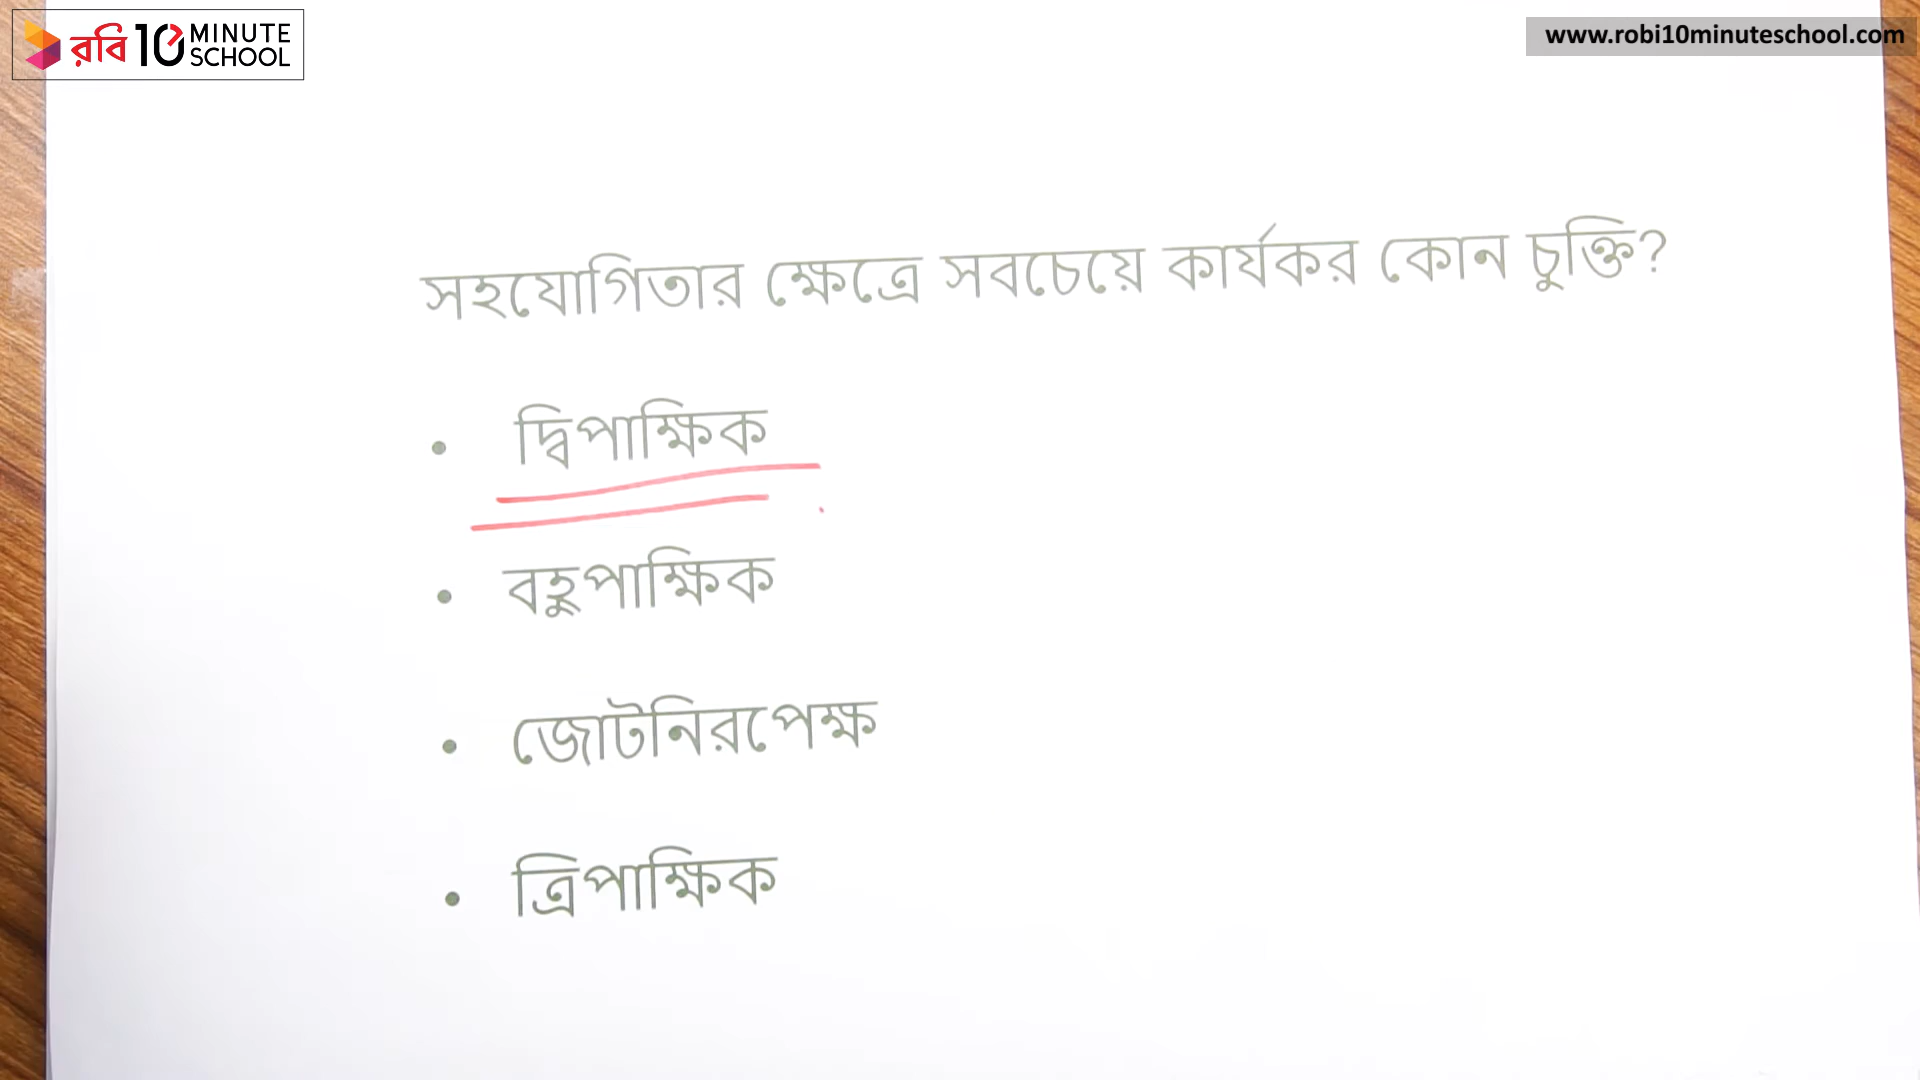 রবি 10 MINUTE SCHOOL
www.robi10minuteschool.com
সহযোগিতার ক্ষেত্রে সবচেয়ে কার্যকর কোন চুক্তি?
• দ্বিপাক্ষিক
• বহুপাক্ষিক
• জোটনিরপেক্ষ
• ত্রিপাক্ষিক